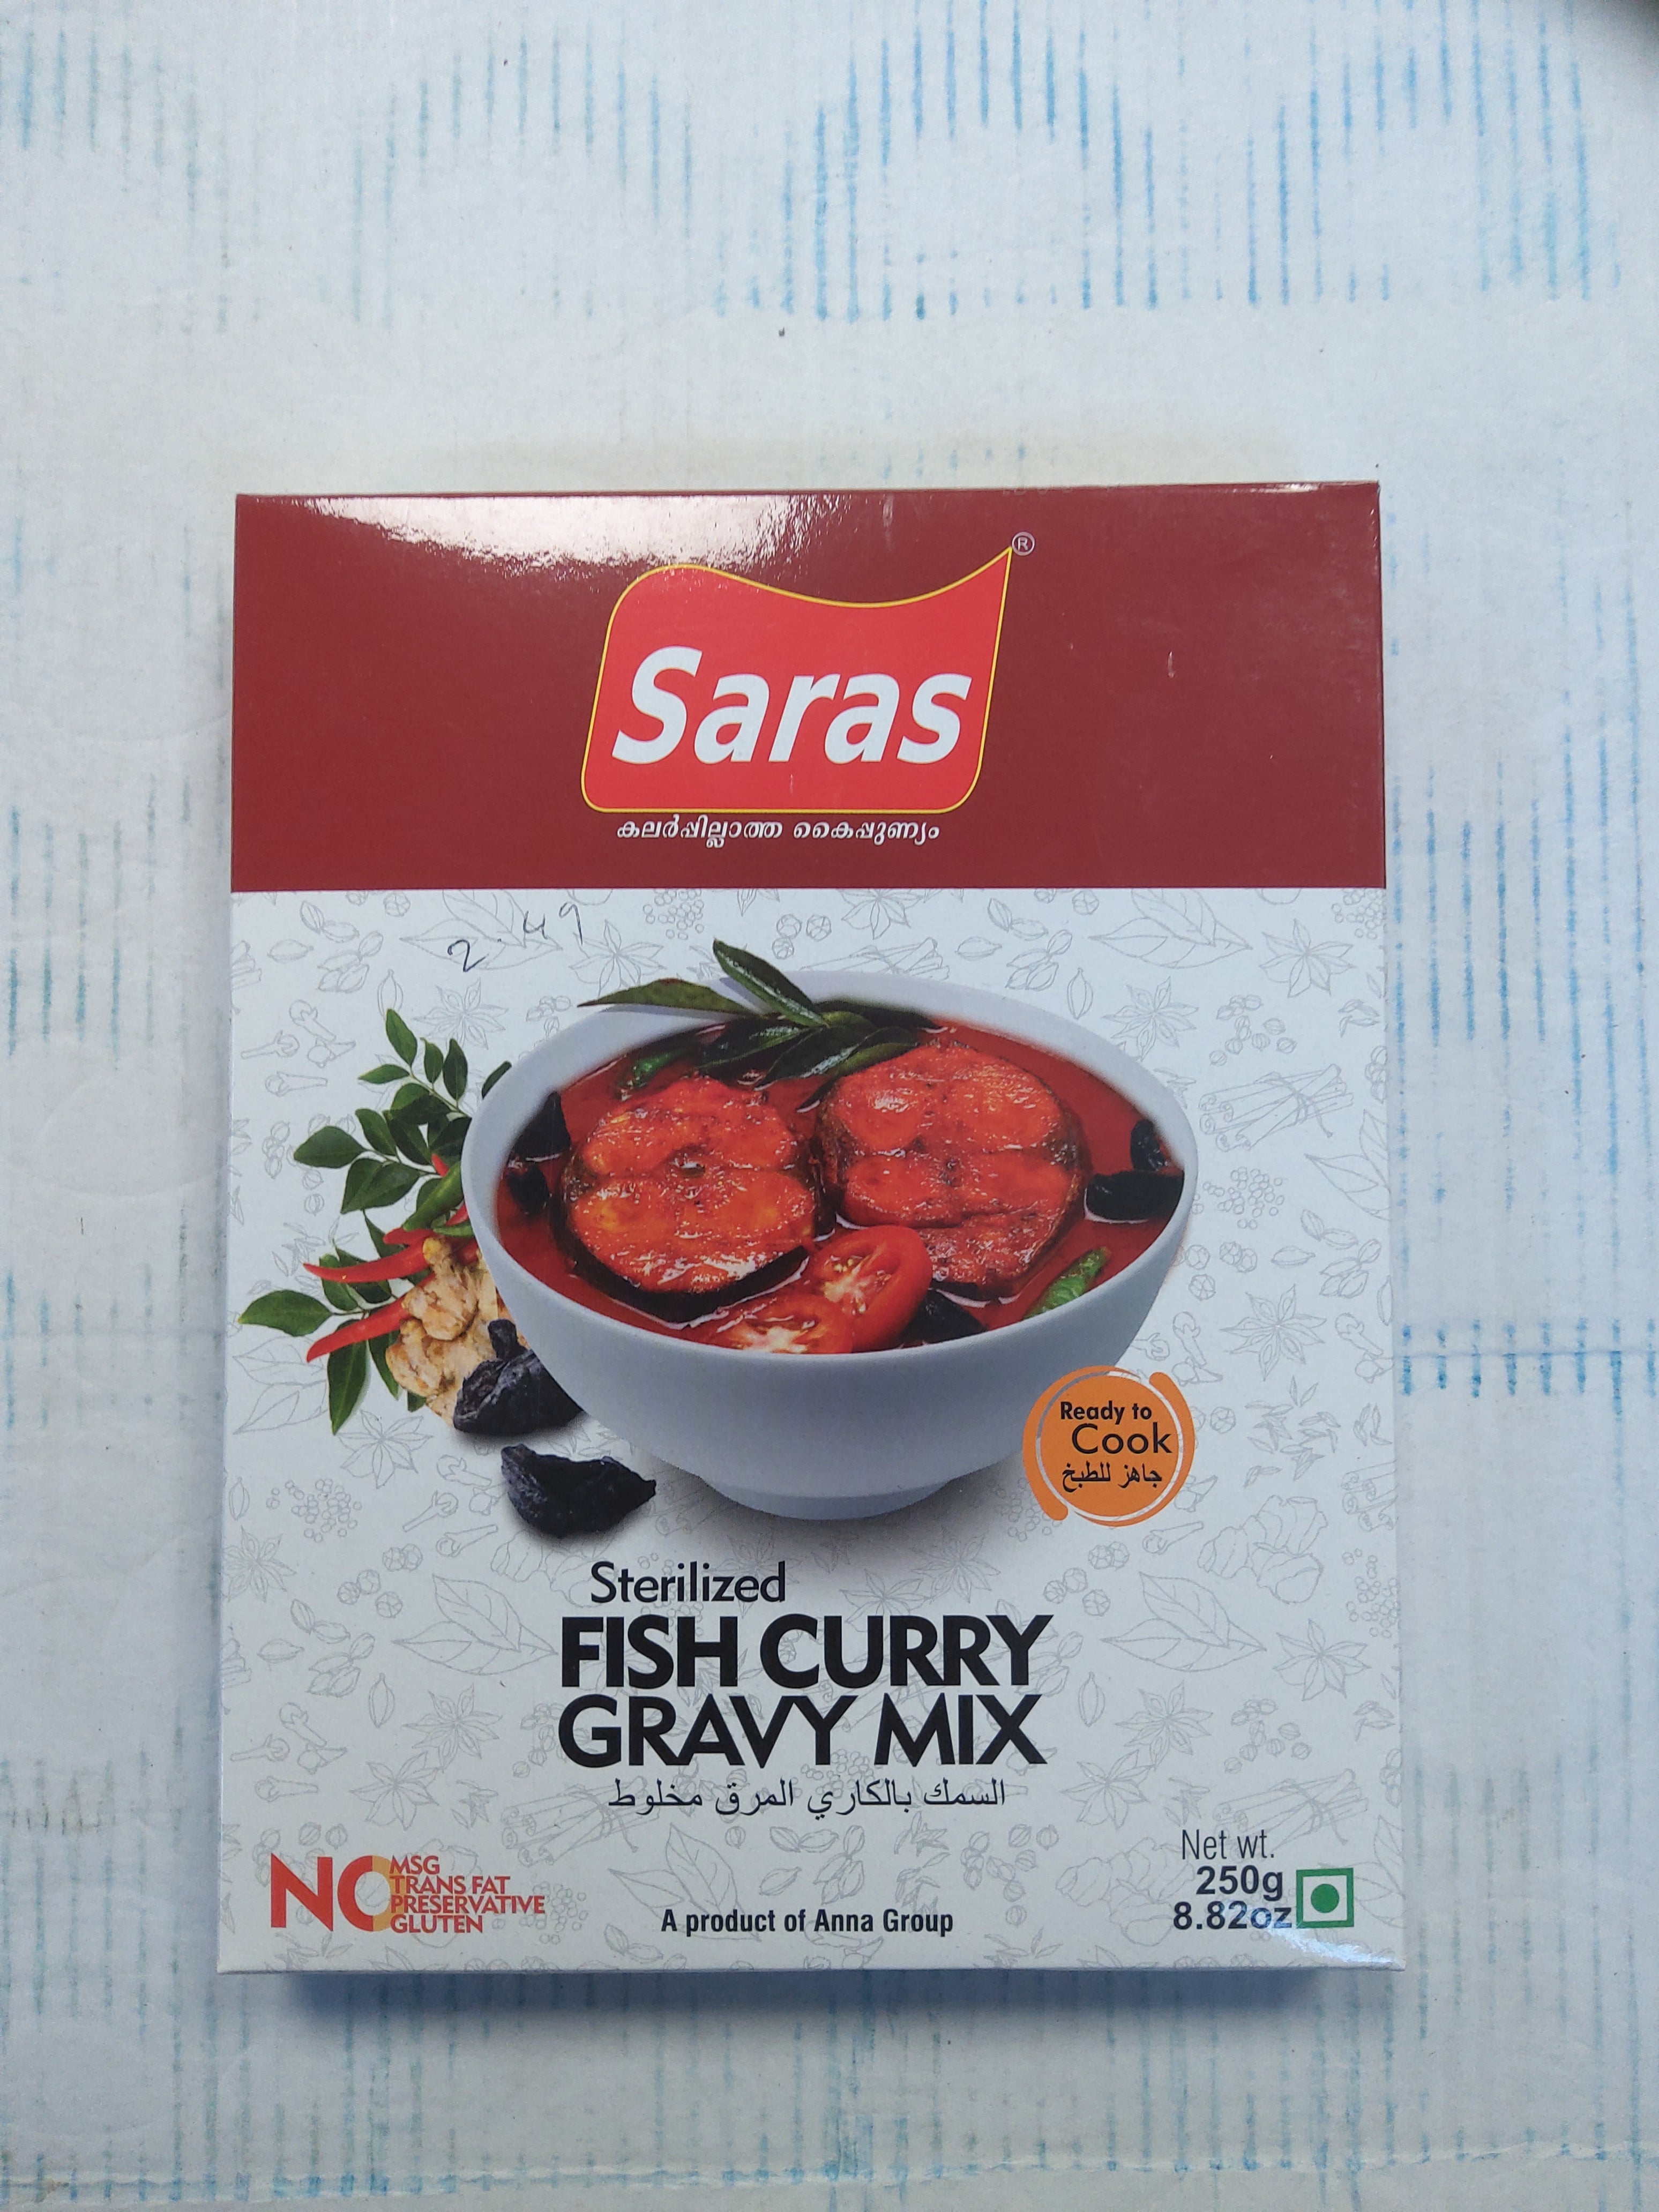 Saras
®
കലർപ്പില്ലാത്ത കൈപ്പുണ്യം
2.49
Ready to
Cook
جاهز للطبخ
Sterilized
FISH CURRY
GRAVY MIX
السمك بالكاري المرق مخلوط
NO
MSG
TRANS FAT
PRESERVATIVE
GLUTEN
A product of Anna Group
Net wt.
250g
8.82oz